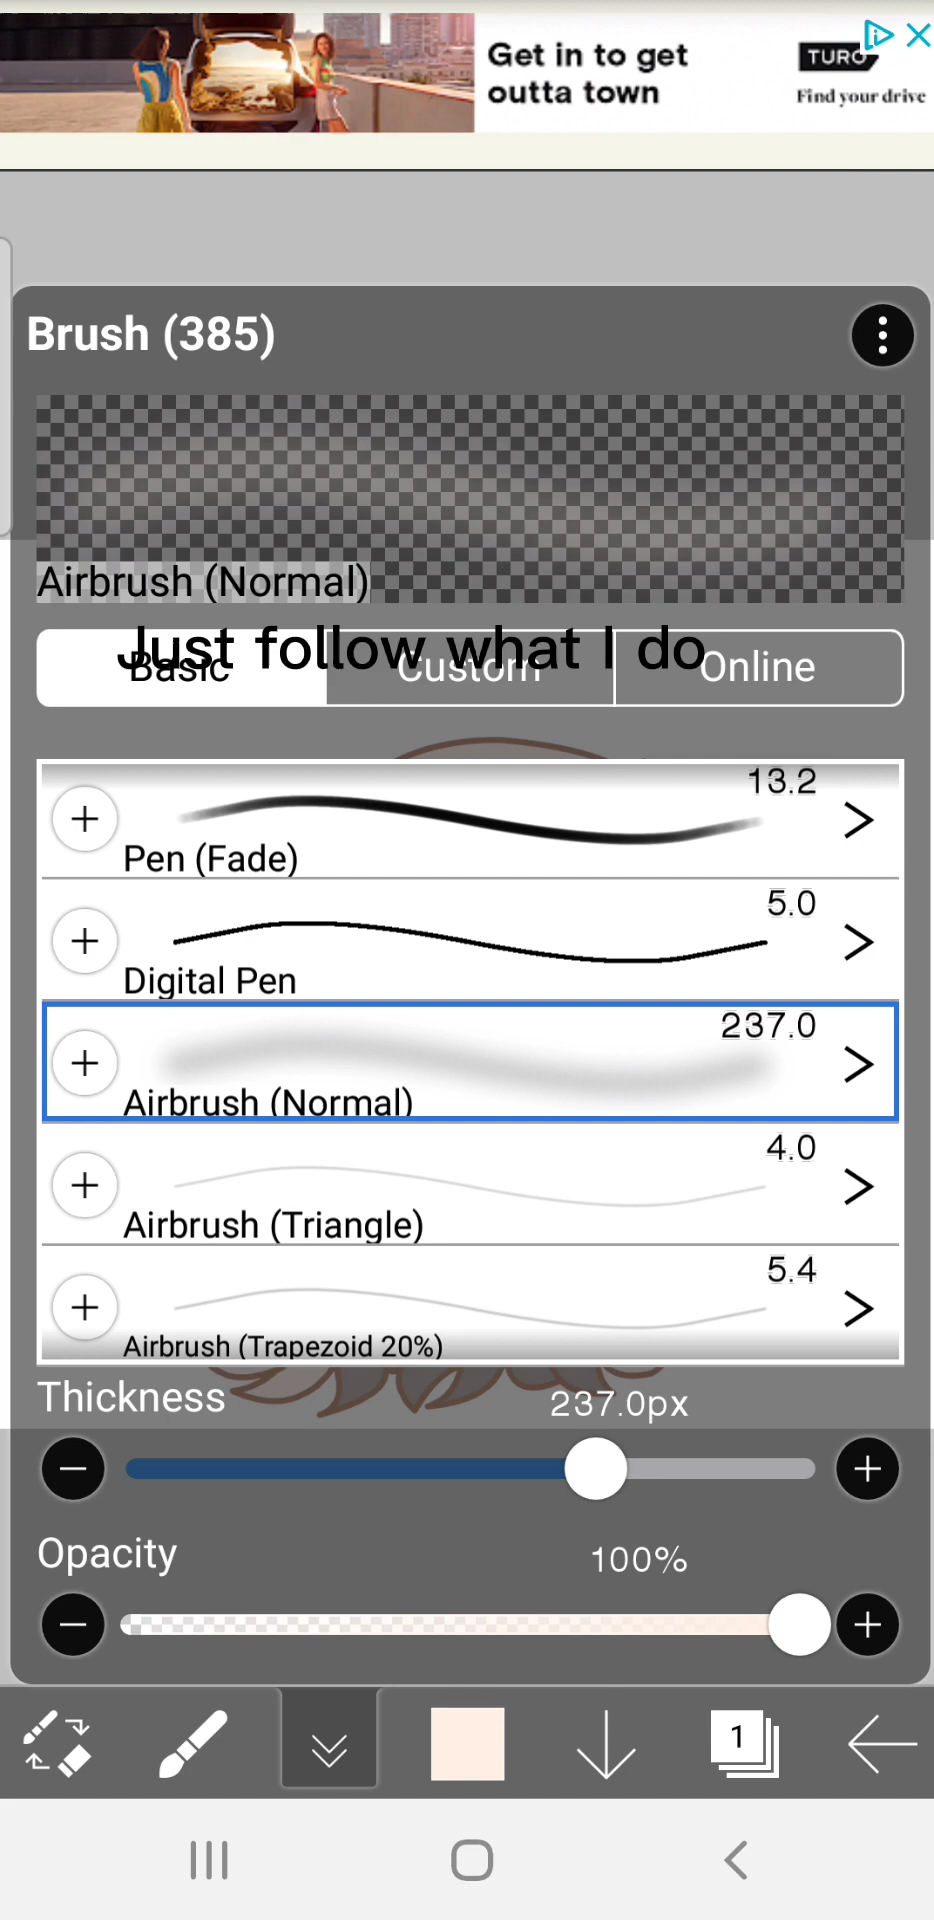 Get in to get
outta town
TURO
Find your drive
Brush (385)
Airbrush (Normal)
Just follow what I do
Basic
Custom
Online
13.2
Pen (Fade)
5.0
Digital Pen
237.0
Airbrush (Normal)
4.0
Airbrush (Triangle)
5.4
Airbrush (Trapezoid 20%)
Thickness
237.0px
Opacity
100%
1